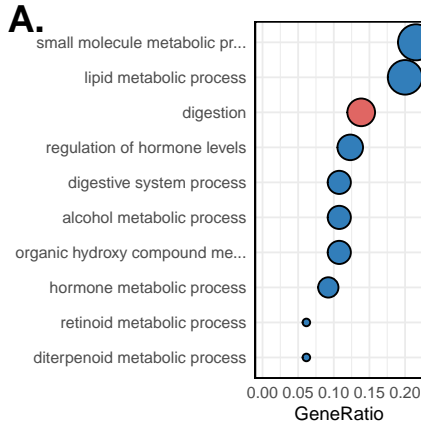 A.
small molecule metabolic pr...
lipid metabolic process
digestion
regulation of hormone levels
digestive system process
alcohol metabolic process
organic hydroxy compound me...
hormone metabolic process
retinoid metabolic process
diterpenoid metabolic process
0.00 0.05 0.10 0.15 0.20
GeneRatio